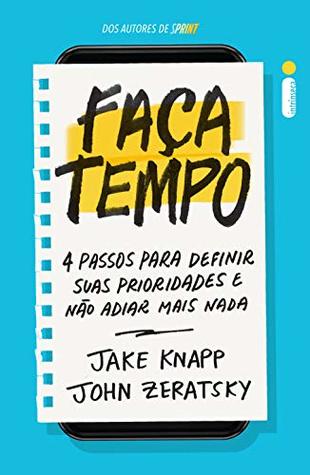 DOS AUTORES DE SPRINT
intrínseca
FAÇA
TEMPO
4 PASSOS PARA DEFINIR
SUAS PRIORIDADES E
NÃO ADIAR MAIS NADA
JAKE KNAPP
JOHN ZERATSKY